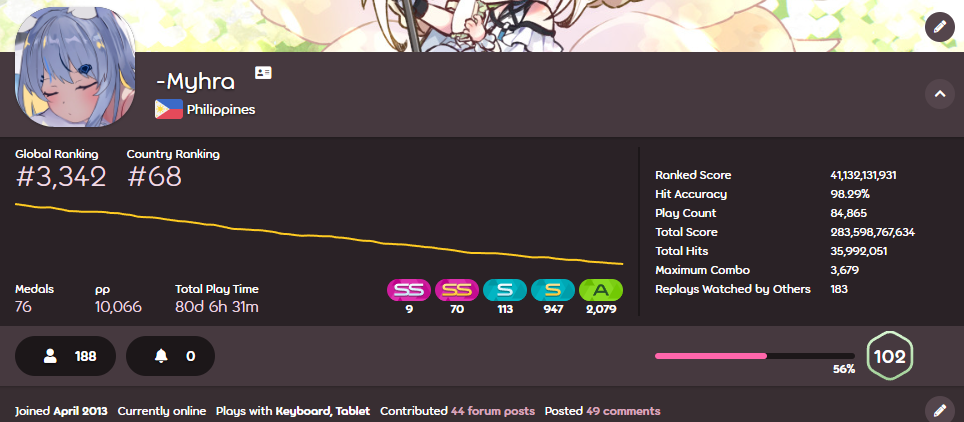 -Myhra
Philippines
Global Ranking Country Ranking
#3,342 #68
Medals pp Total Play Time
76 10,066 80d 6h 31m
SS SS S S A
9 70 113 947 2,079
Ranked Score 41,132,131,931
Hit Accuracy 98.29%
Play Count 84,865
Total Score 283,598,767,634
Total Hits 35,992,051
Maximum Combo 3,679
Replays Watched by Others 183
188 0
56% 102
Joined April 2013 Currently online Plays with Keyboard, Tablet Contributed 44 forum posts Posted 49 comments